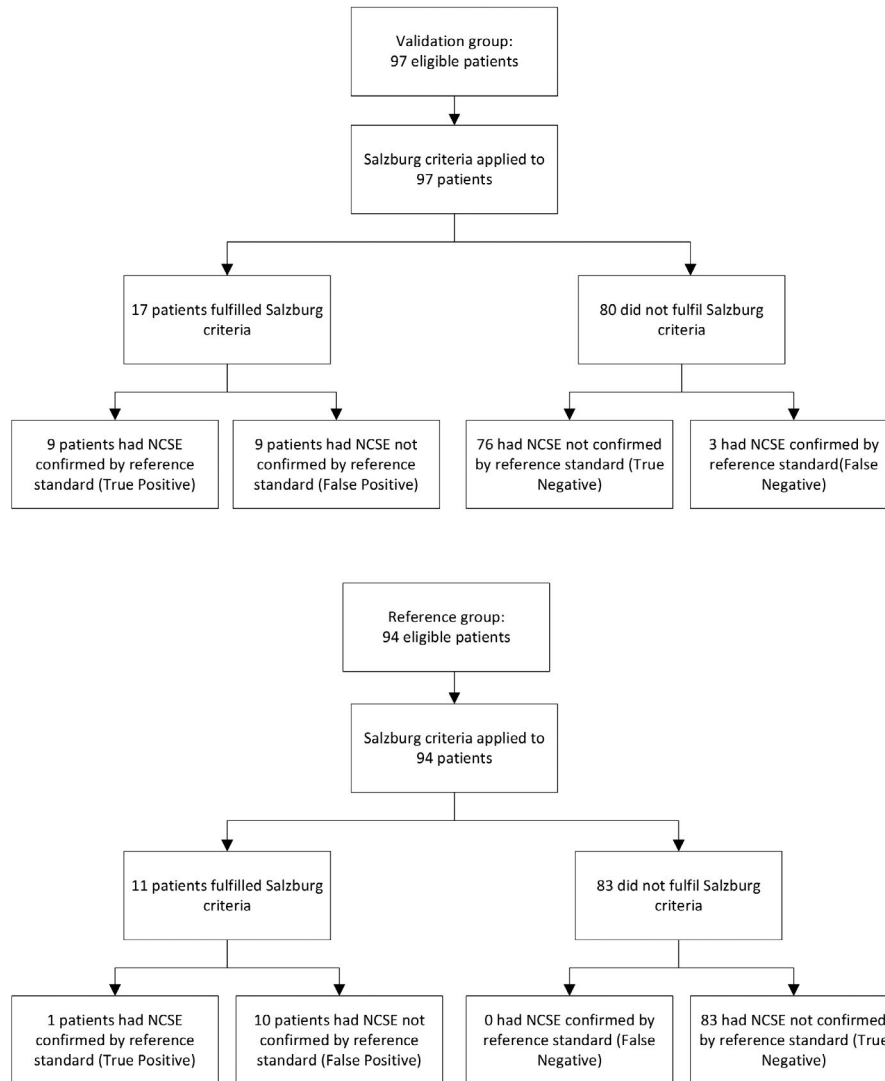 Validation group:
97 eligible patients
Salzburg criteria applied to
97 patients
17 patients fulfilled Salzburg
criteria
80 did not fulfil Salzburg
criteria
9 patients had NCSE
confirmed by reference
standard (True Positive)
9 patients had NCSE not
confirmed by reference
standard (False Positive)
76 had NCSE not confirmed
by reference standard (True
Negative)
3 had NCSE confirmed by
reference standard(False
Negative)
Reference group:
94 eligible patients
Salzburg criteria applied to
94 patients
11 patients fulfilled Salzburg
criteria
83 did not fulfil Salzburg
criteria
1 patients had NCSE
confirmed by reference
standard (True Positive)
10 patients had NCSE not
confirmed by reference
standard (False Positive)
0 had NCSE confirmed by
reference standard (False
Negative)
83 had NCSE not confirmed
by reference standard (True
Negative)